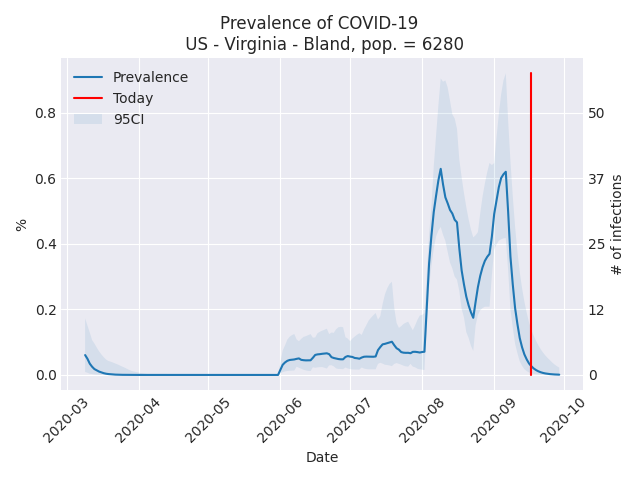 Prevalence of COVID-19
US - Virginia - Bland, pop. = 6280
Prevalence
Today
95CI
0.8
0.6
0.4
0.2
0.0
%
50
37
25
12
0
# of infections
2020-03
2020-04
2020-05
2020-06
2020-07
2020-08
2020-09
2020-10
Date